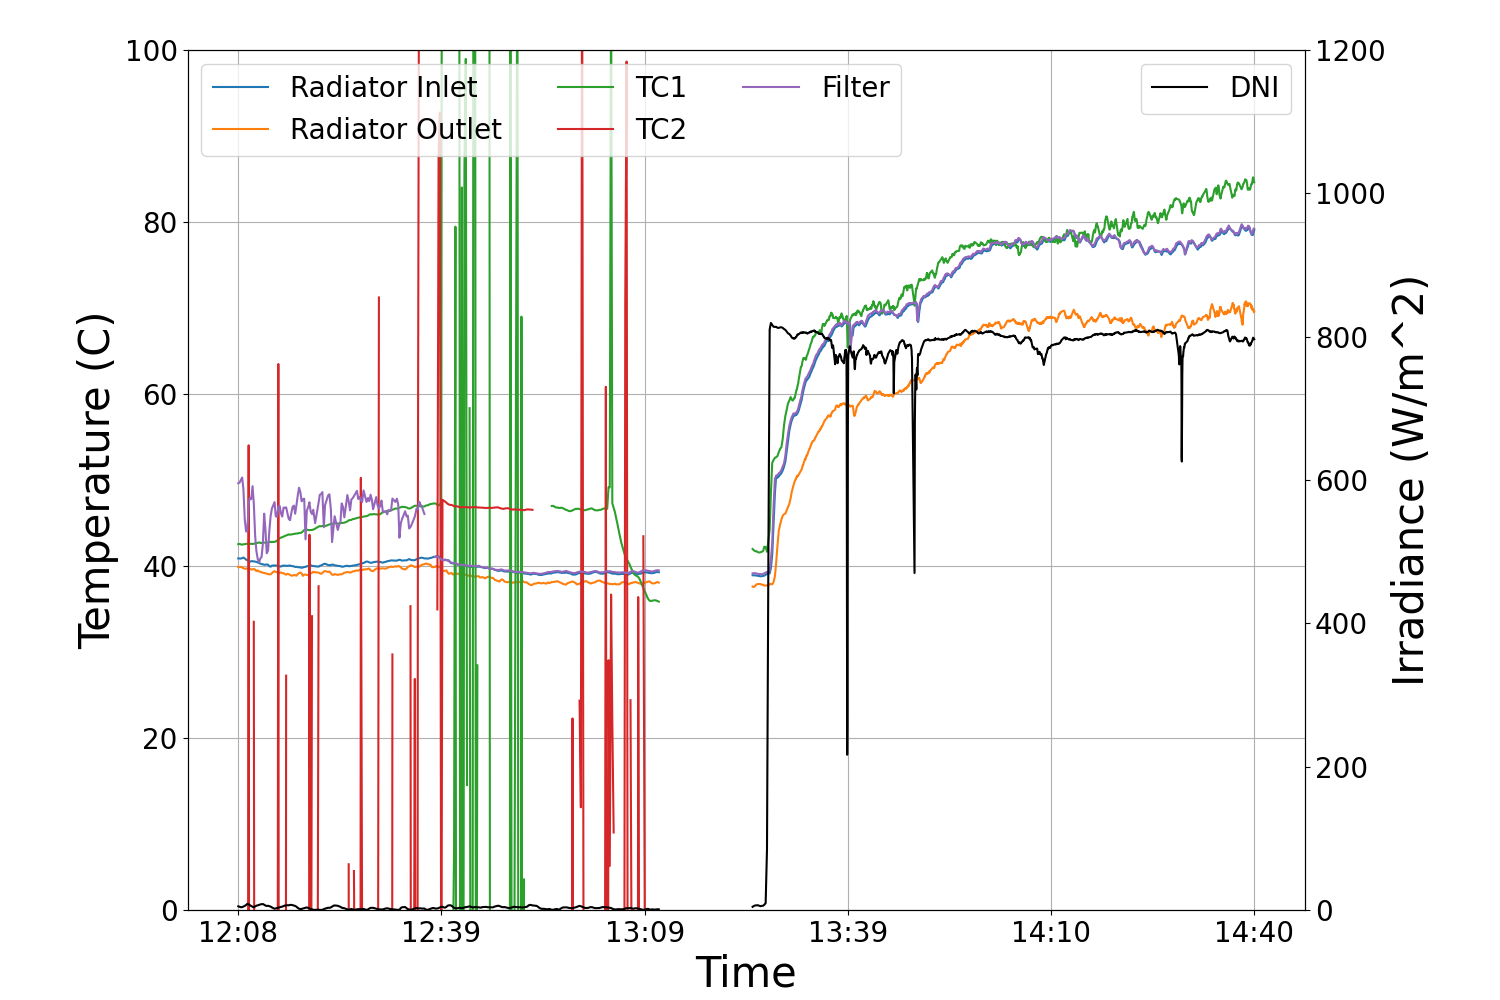 Radiator Inlet
Radiator Outlet
TC1
TC2
Filter
DNI
Temperature (C)
100
80
60
40
20
0
Irradiance (W/m^2)
1200
1000
800
600
400
200
0
12:08 12:39 13:09 13:39 14:10 14:40
Time